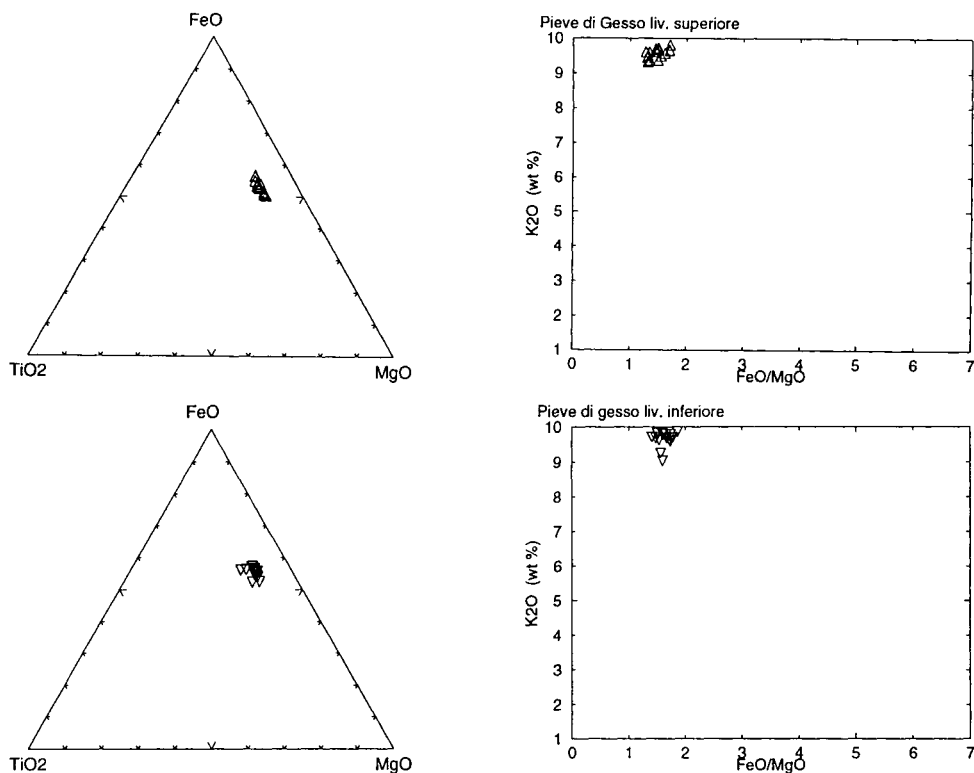 FeO
TiO2
MgO
Pieve di Gesso liv. superiore
10
9
8
7
6
5
4
3
2
1
K2O (wt %)
0 1 2 3 4 5 6 7
FeO/MgO
FeO
TiO2
MgO
Pieve di gesso liv. inferiore
10
9
8
7
6
5
4
3
2
1
K2O (wt %)
0 1 2 3 4 5 6 7
FeO/MgO